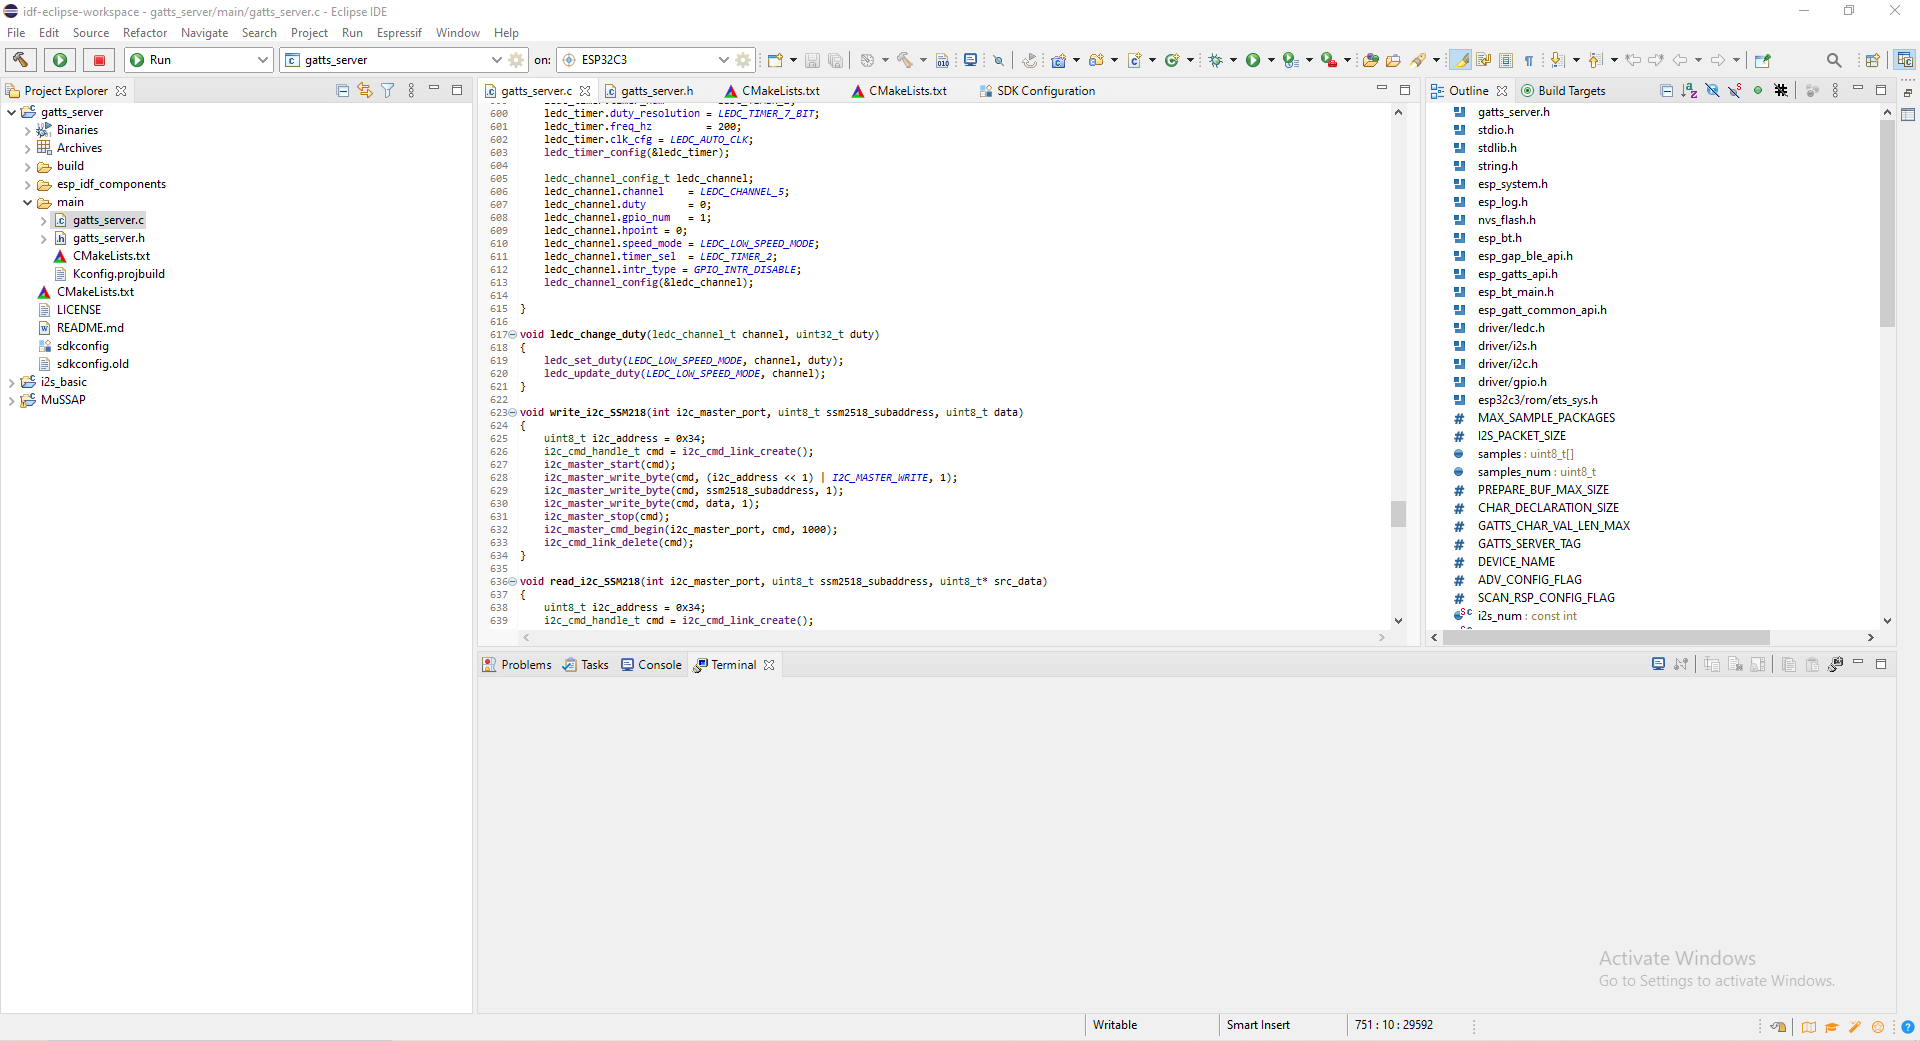 idf-eclipse-workspace - gatts_server/main/gatts_server.c - Eclipse IDE
File Edit Source Refactor Navigate Search Project Run Espressif Window Help
Run gatts_server on: ESP32C3
Project Explorer
gatts_server
Binaries
Archives
build
esp_idf_components
main
gatts_server.c
gatts_server.h
CMakeLists.txt
Kconfig.projbuild
CMakeLists.txt
LICENSE
README.md
sdkconfig
sdkconfig.old
i2s_basic
MuSSAP
gatts_server.c gatts_server.h CMakeLists.txt CMakeLists.txt SDK Configuration
600 ledc_timer.duty_resolution = LEDC_TIMER_7_BIT;
601 ledc_timer.freq_hz = 200;
602 ledc_timer.clk_cfg = LEDC_AUTO_CLK;
603 ledc_timer_config(&ledc_timer);
604
605 ledc_channel_config_t ledc_channel;
606 ledc_channel.channel = LEDC_CHANNEL_5;
607 ledc_channel.duty = 0;
608 ledc_channel.gpio_num = 1;
609 ledc_channel.hpoint = 0;
610 ledc_channel.speed_mode = LEDC_LOW_SPEED_MODE;
611 ledc_channel.timer_sel = LEDC_TIMER_2;
612 ledc_channel.intr_type = GPIO_INTR_DISABLE;
613 ledc_channel_config(&ledc_channel);
614
615 }
616
617 void ledc_change_duty(ledc_channel_t channel, uint32_t duty)
618 {
619 ledc_set_duty(LEDC_LOW_SPEED_MODE, channel, duty);
620 ledc_update_duty(LEDC_LOW_SPEED_MODE, channel);
621 }
622
623 void write_i2c_SSM218(int i2c_master_port, uint8_t ssm2518_subaddress, uint8_t data)
624 {
625 uint8_t i2c_address = 0x34;
626 i2c_cmd_handle_t cmd = i2c_cmd_link_create();
627 i2c_master_start(cmd);
628 i2c_master_write_byte(cmd, (i2c_address << 1) | I2C_MASTER_WRITE, 1);
629 i2c_master_write_byte(cmd, ssm2518_subaddress, 1);
630 i2c_master_write_byte(cmd, data, 1);
631 i2c_master_stop(cmd);
632 i2c_master_cmd_begin(i2c_master_port, cmd, 1000);
633 i2c_cmd_link_delete(cmd);
634 }
635
636 void read_i2c_SSM218(int i2c_master_port, uint8_t ssm2518_subaddress, uint8_t* src_data)
637 {
638 uint8_t i2c_address = 0x34;
639 i2c_cmd_handle_t cmd = i2c_cmd_link_create();
Outline Build Targets
gatts_server.h
stdio.h
stdlib.h
string.h
esp_system.h
esp_log.h
nvs_flash.h
esp_bt.h
esp_gap_ble_api.h
esp_gatts_api.h
esp_bt_main.h
esp_gatt_common_api.h
driver/ledc.h
driver/i2s.h
driver/i2c.h
driver/gpio.h
esp32c3/rom/ets_sys.h
MAX_SAMPLE_PACKAGES
I2S_PACKET_SIZE
samples : uint8_t[]
samples_num : uint8_t
PREPARE_BUF_MAX_SIZE
CHAR_DECLARATION_SIZE
GATTS_CHAR_VAL_LEN_MAX
GATTS_SERVER_TAG
DEVICE_NAME
ADV_CONFIG_FLAG
SCAN_RSP_CONFIG_FLAG
i2s_num : const int
Problems Tasks Console Terminal
Activate Windows
Go to Settings to activate Windows.
Writable Smart Insert 751 : 10 : 29592